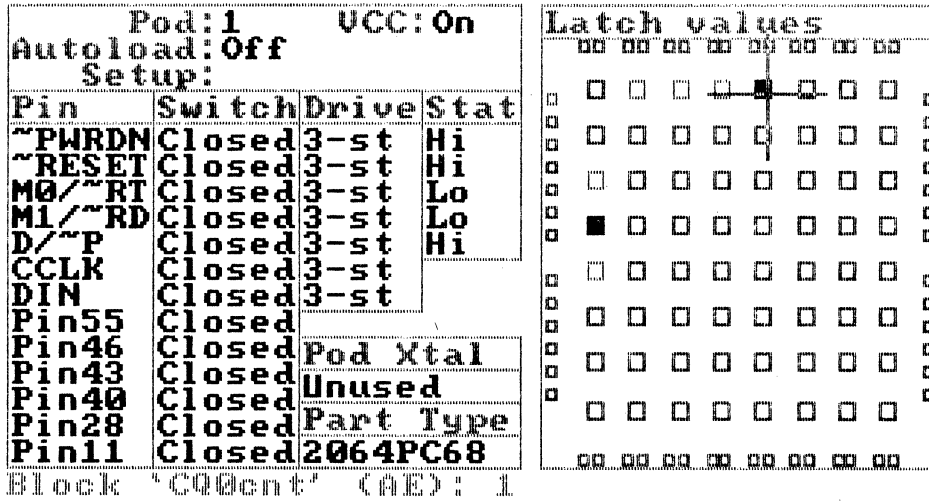 Pod:1 VCC:On
Autoload:Off
Setup:
Pin Switch Drive Stat
~PWRDN Closed 3-st Hi
~RESET Closed 3-st Hi
M0/~RT Closed 3-st Lo
M1/~RD Closed 3-st Lo
D/~P Closed 3-st Hi
CCLK Closed 3-st
DIN Closed 3-st
Pin55 Closed
Pin46 Closed
Pin43 Closed
Pin40 Closed
Pin28 Closed
Pin11 Closed
Pod Xtal
Unused
Part Type
2064PC68
Latch values
Block 'CQ0cnt' (AE): 1